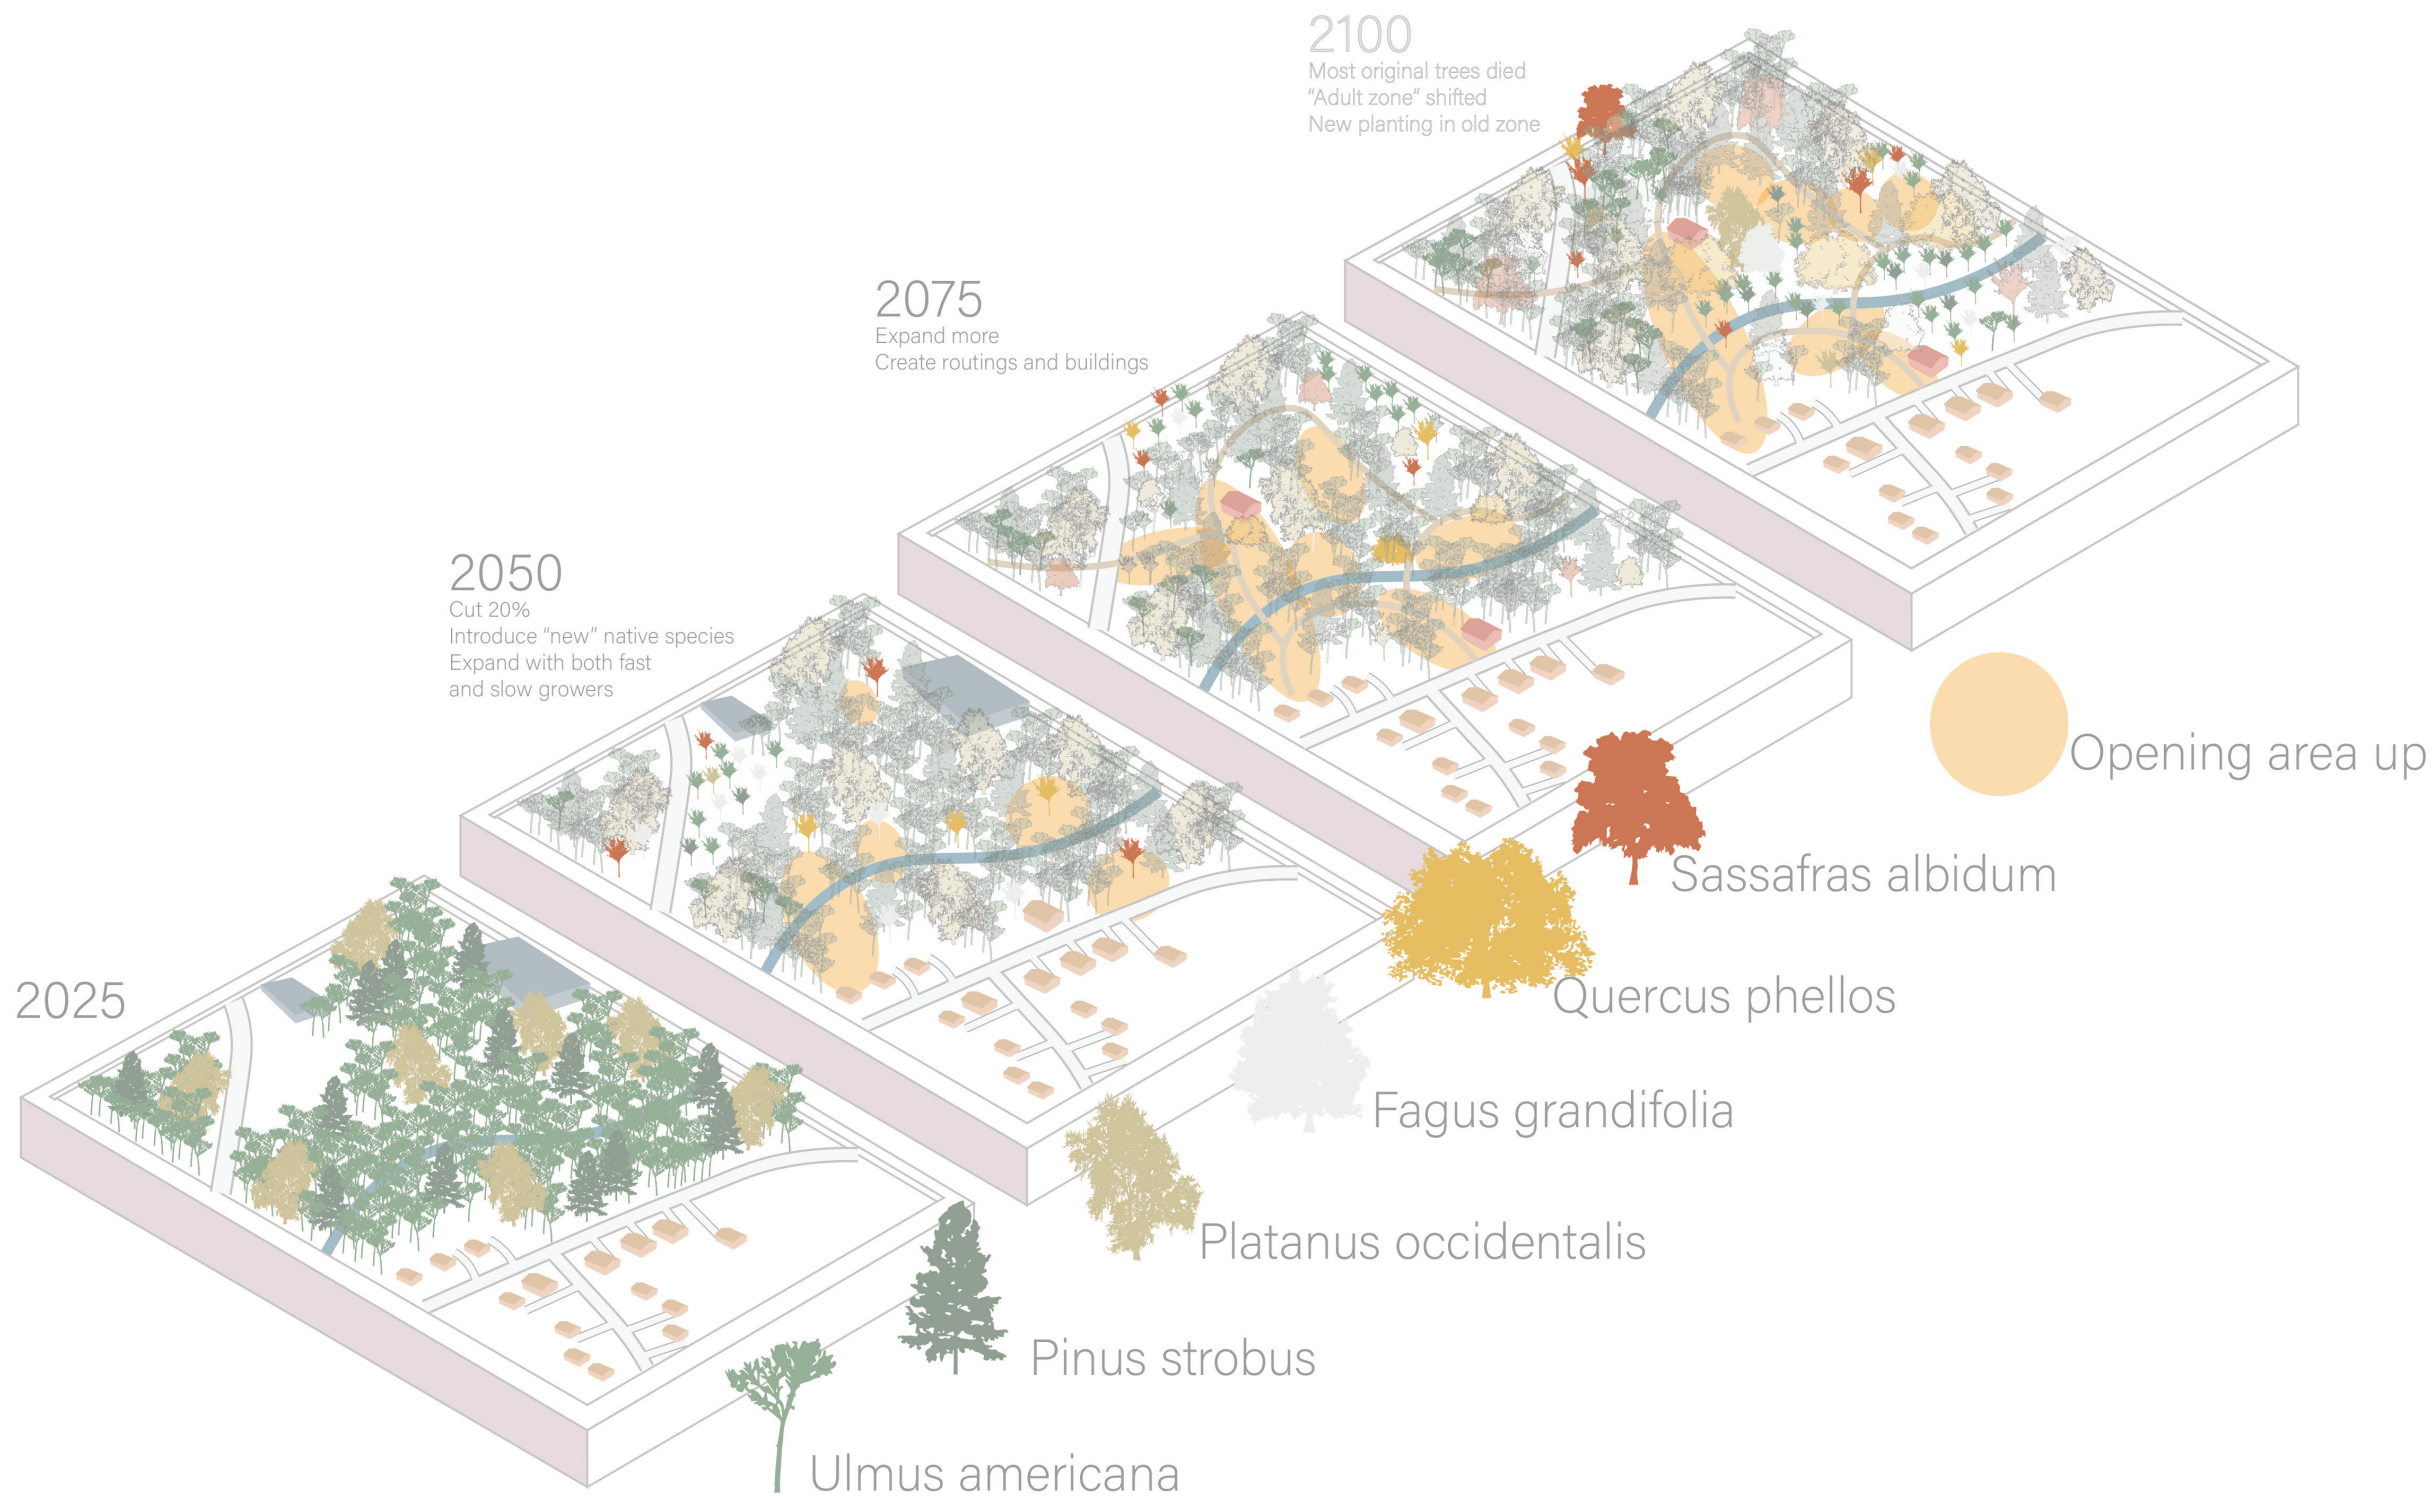 2100
Most original trees died
"Adult zone" shifted
New planting in old zone
2075
Expand more
Create routings and buildings
2050
Cut 20%
Introduce "new" native species
Expand with both fast
and slow growers
2025
Opening area up
Sassafras albidum
Quercus phellos
Fagus grandifolia
Platanus occidentalis
Pinus strobus
Ulmus americana